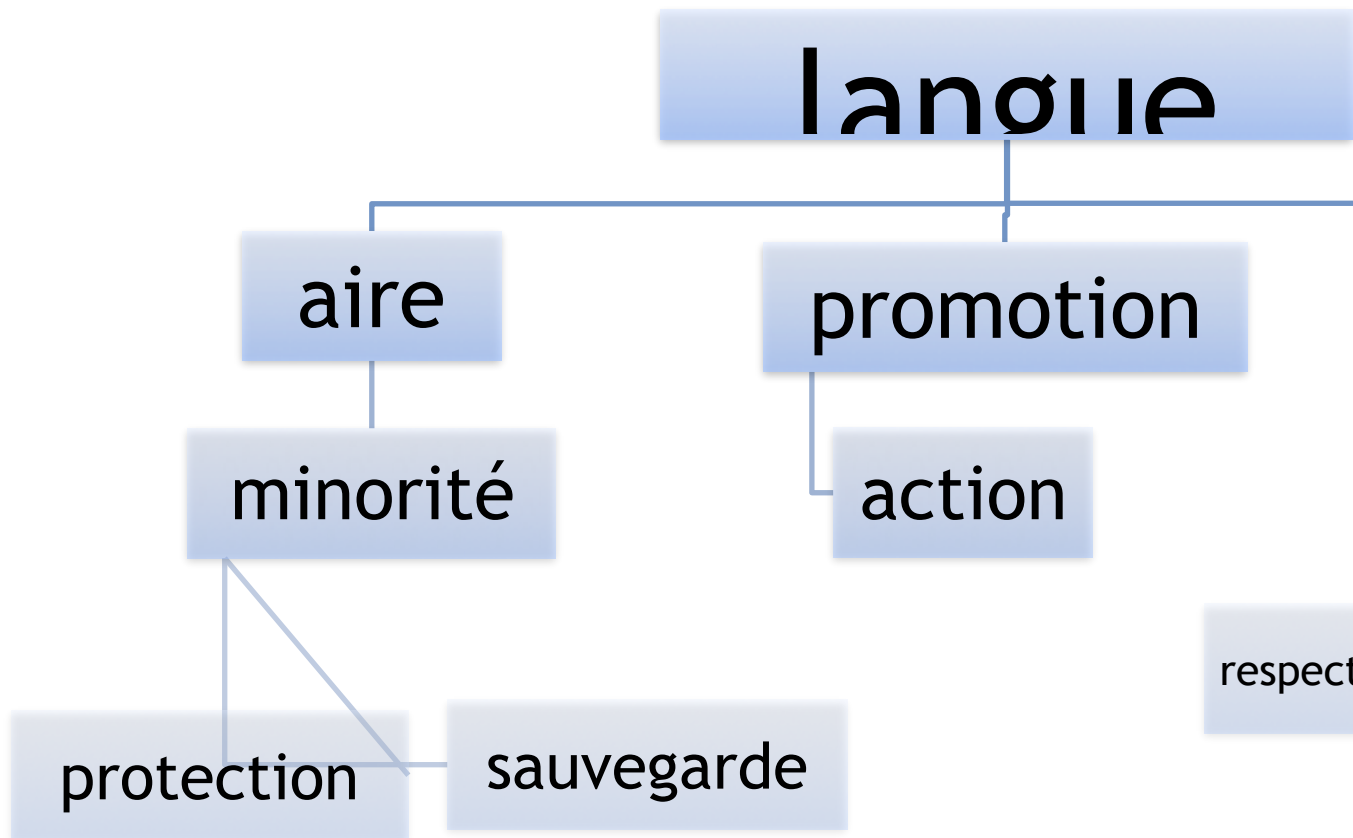 langue
aire
promotion
minorité
action
respect
protection
sauvegarde